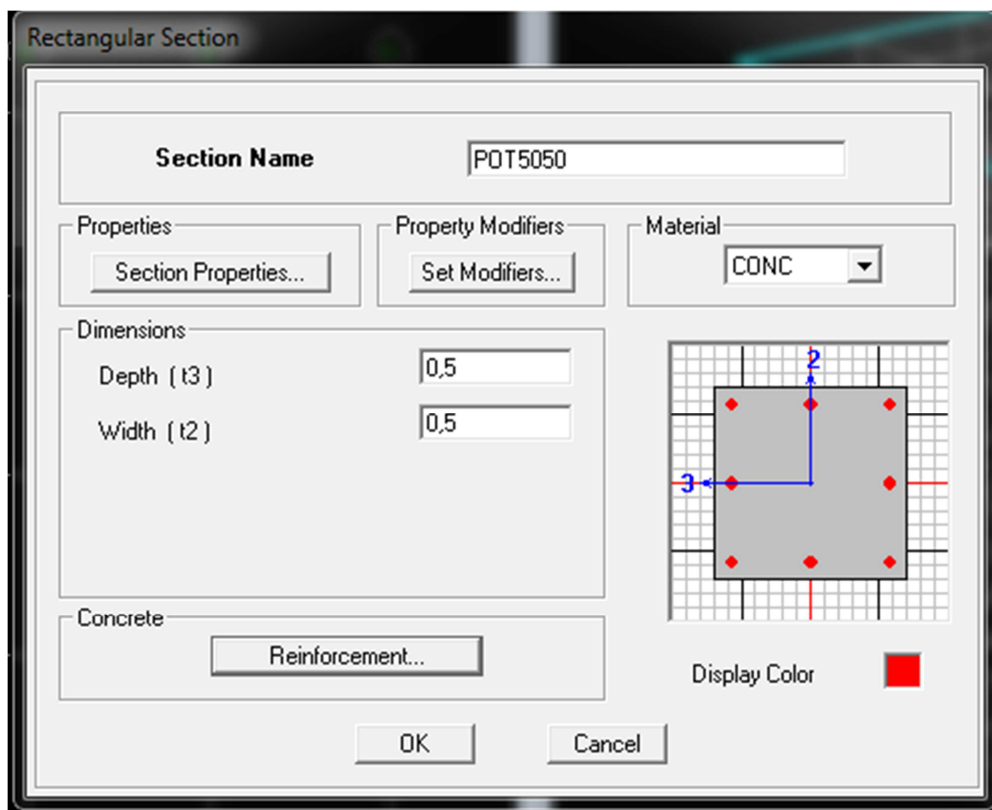 Rectangular Section
Section Name
POT5050
Properties
Section Properties...
Property Modifiers
Set Modifiers...
Material
CONC
Dimensions
Depth ( t3 )
0,5
Width ( t2 )
0,5
2
3
Concrete
Reinforcement...
Display Color
OK
Cancel